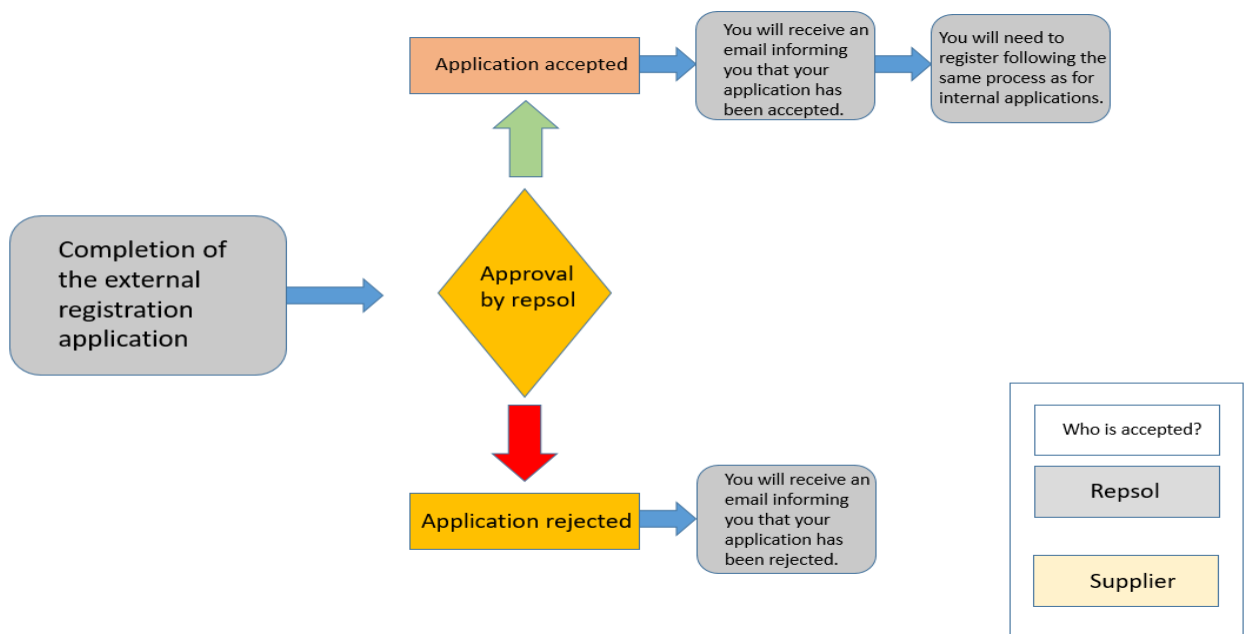 Application accepted
You will receive an
email informing
you that your
application has
been accepted.
You will need to
register following the
same process as for
internal applications.
Completion of
the external
registration
application
Approval
by repsol
Application rejected
You will receive an
email informing
you that your
application has
been rejected.
Who is accepted?
Repsol
Supplier